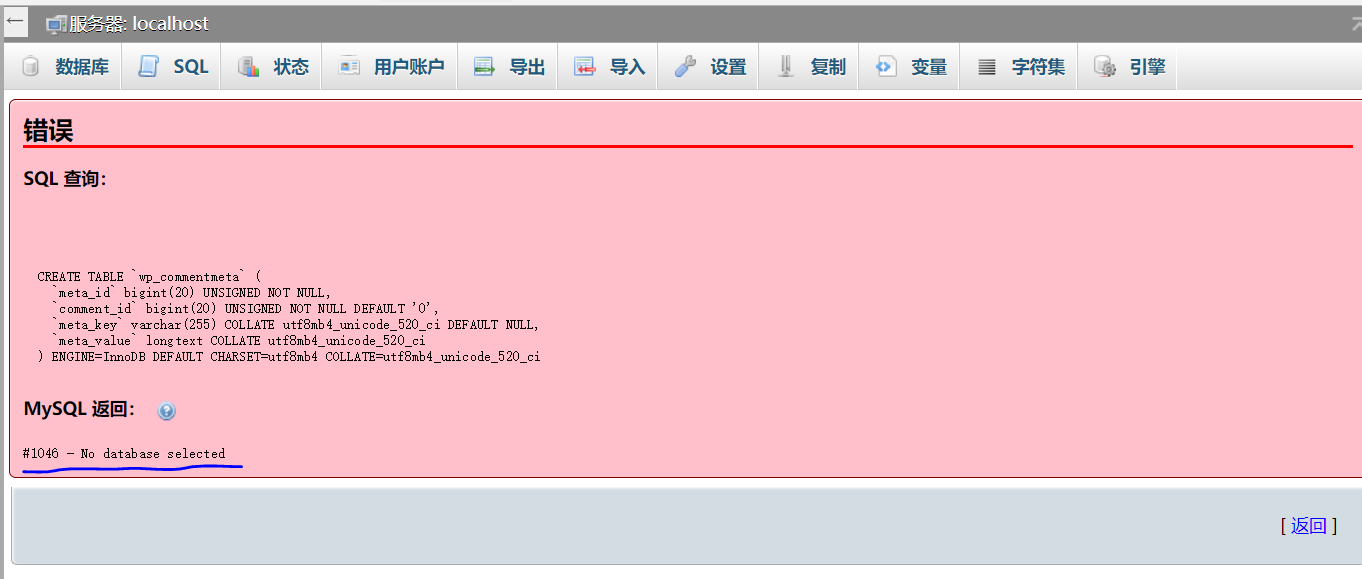 服务器: localhost
数据库 SQL 状态 用户账户 导出 导入 设置 复制 变量 字符集 引擎
错误
SQL 查询：
CREATE TABLE `wp_commentmeta` (
`meta_id` bigint(20) UNSIGNED NOT NULL,
`comment_id` bigint(20) UNSIGNED NOT NULL DEFAULT '0',
`meta_key` varchar(255) COLLATE utf8mb4_unicode_520_ci DEFAULT NULL,
`meta_value` longtext COLLATE utf8mb4_unicode_520_ci
) ENGINE=InnoDB DEFAULT CHARSET=utf8mb4 COLLATE=utf8mb4_unicode_520_ci
MySQL 返回：
#1046 - No database selected
[ 返回 ]